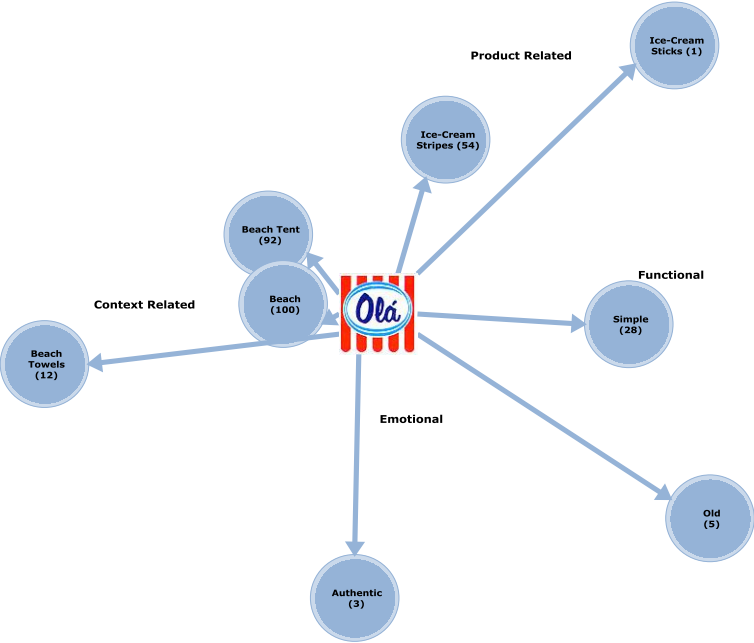 Ice-Cream
Sticks (1)
Product Related
Ice-Cream
Stripes (54)
Beach Tent
(92)
Functional
Beach
(100)
Context Related
Olá
Simple
(28)
Beach
Towels
(12)
Emotional
Old
(5)
Authentic
(3)